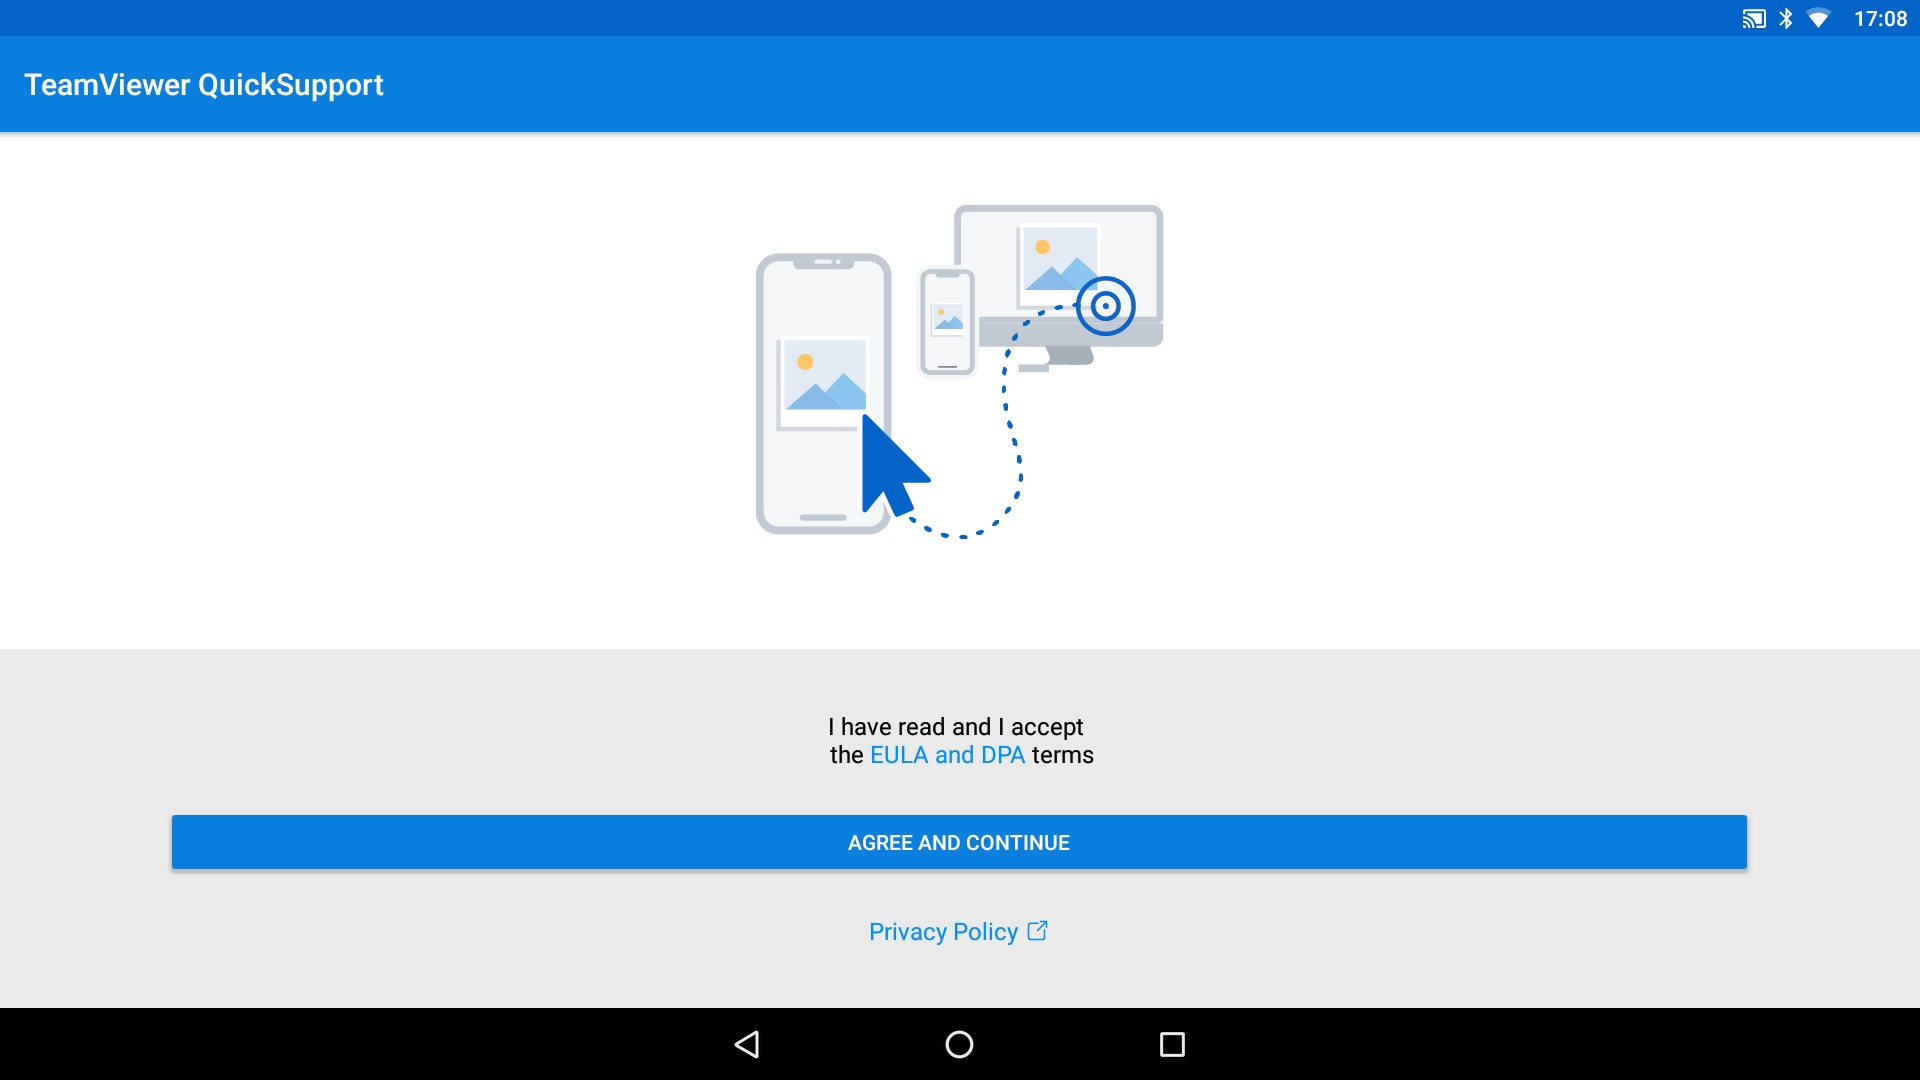 17:08
TeamViewer QuickSupport
I have read and I accept
the EULA and DPA terms
AGREE AND CONTINUE
Privacy Policy